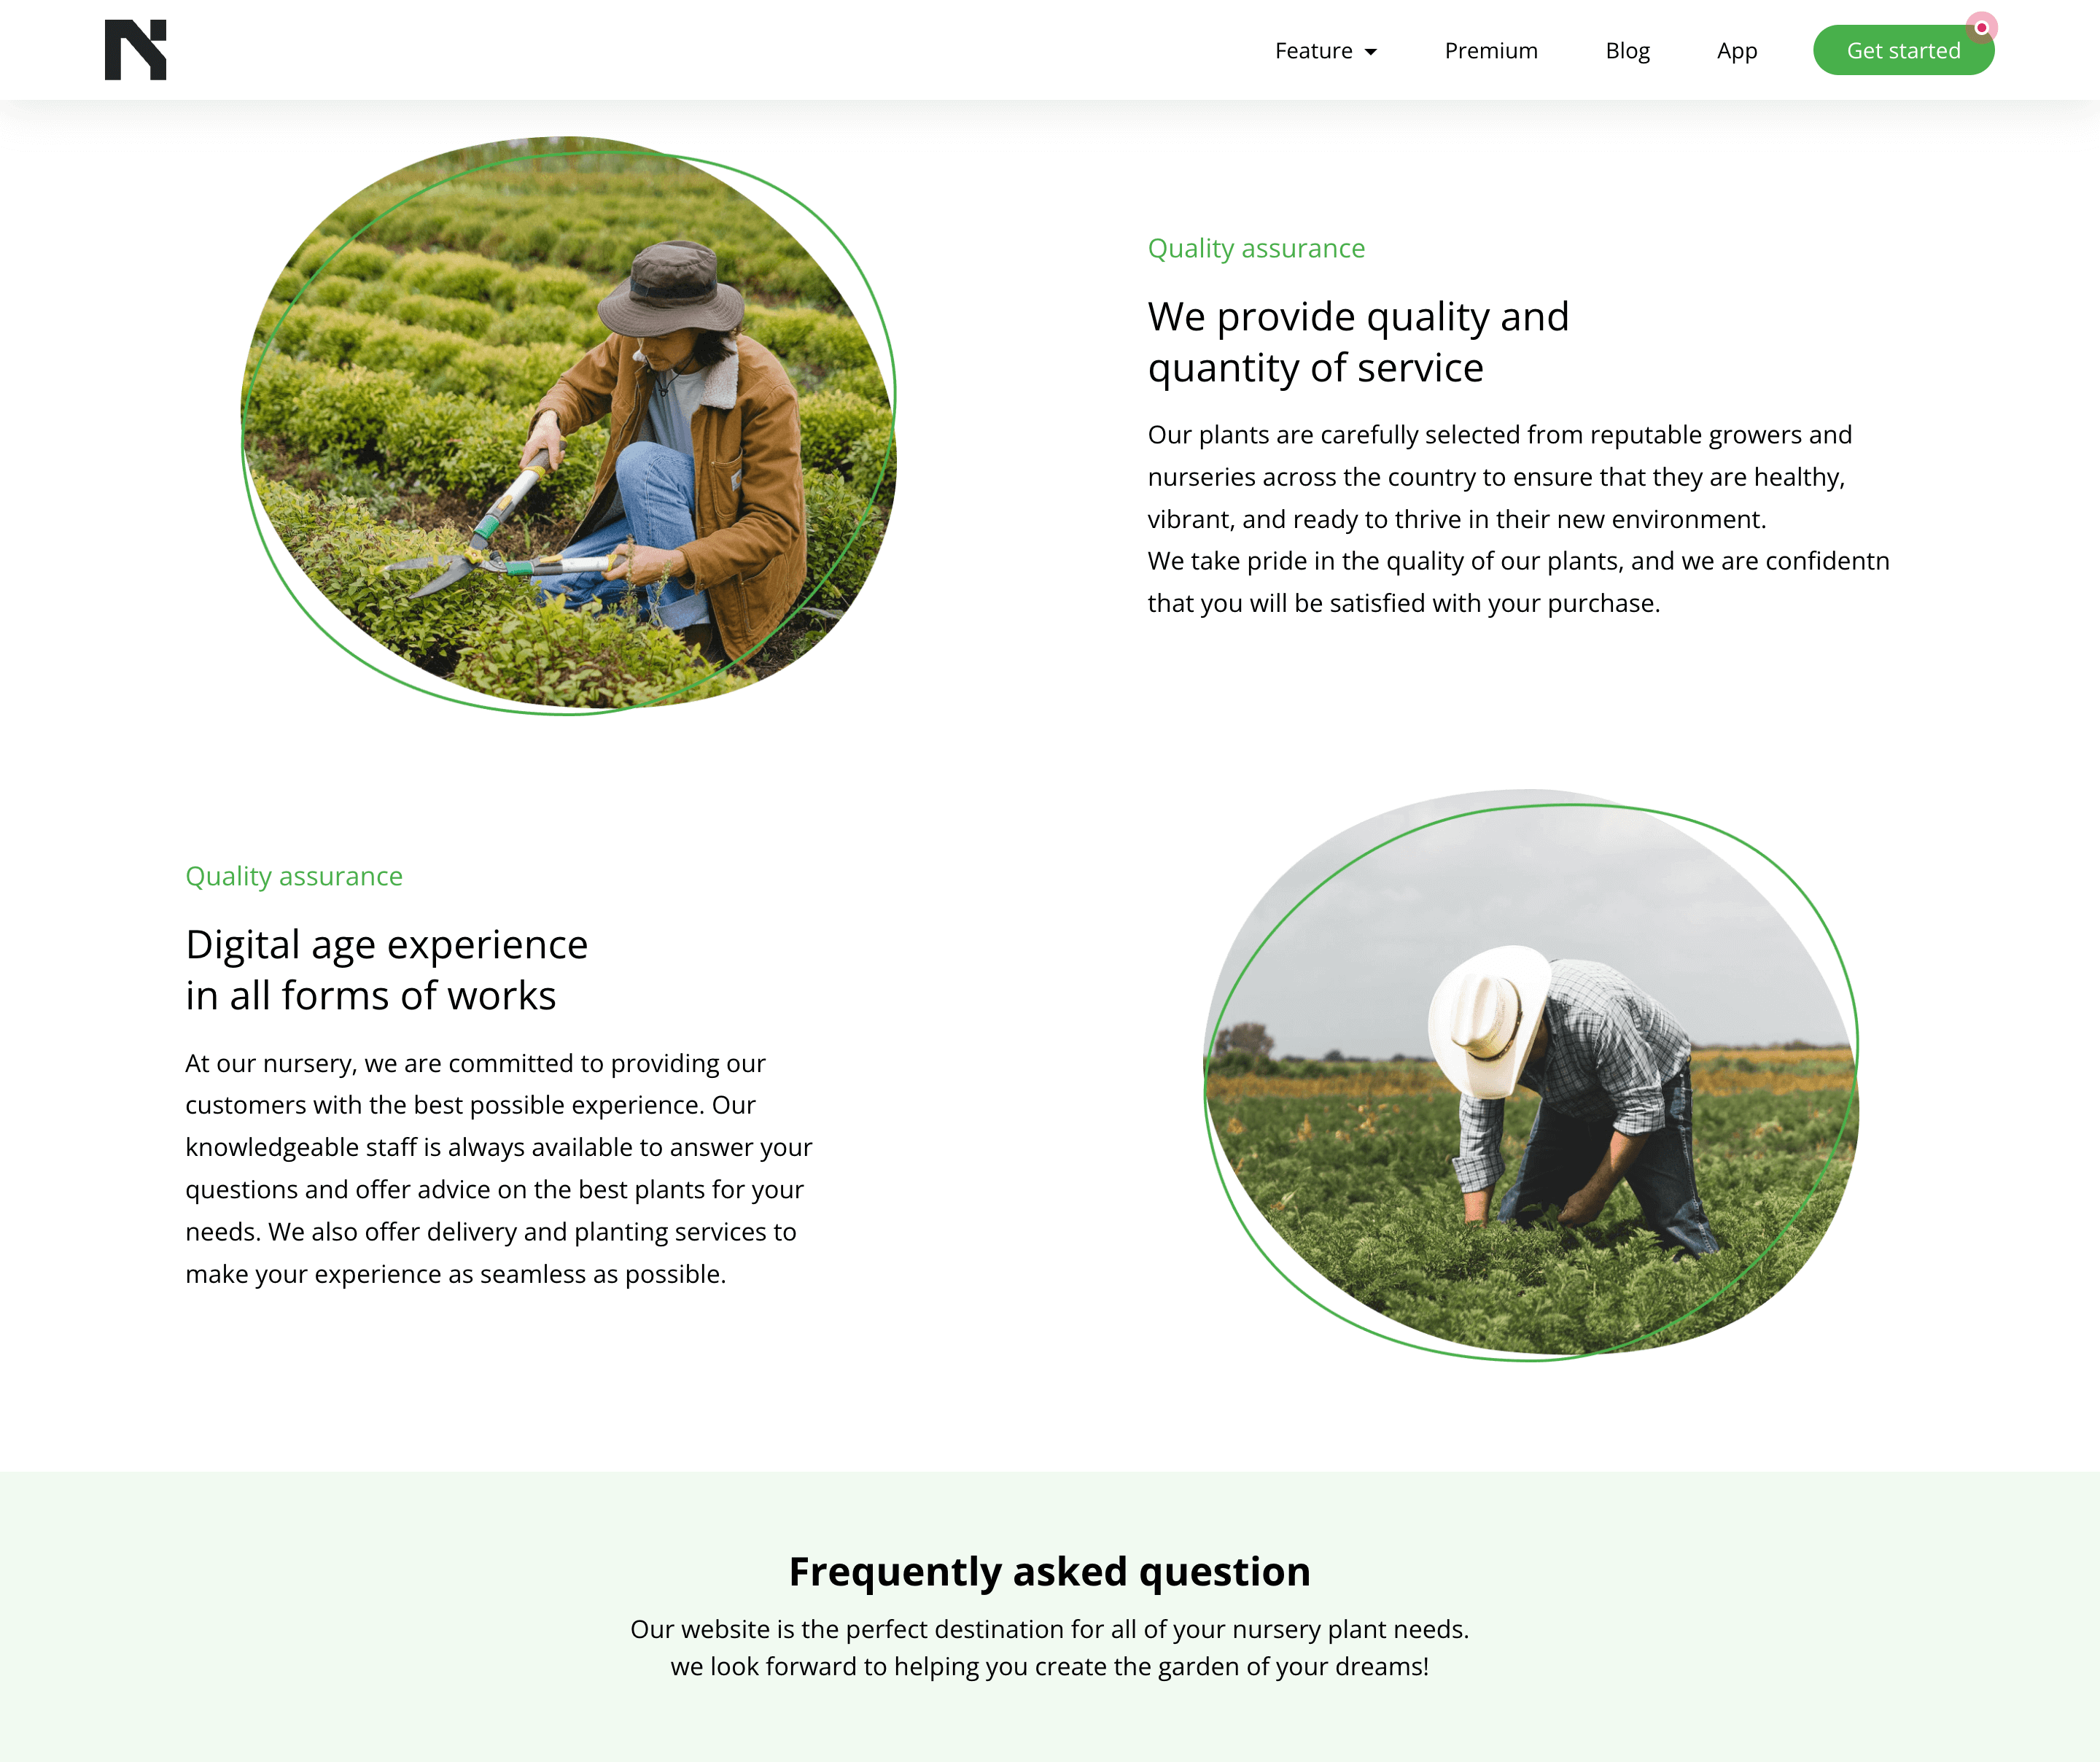 Feature
Premium
Blog
App
Get started
Quality assurance
We provide quality and
quantity of service
Our plants are carefully selected from reputable growers and
nurseries across the country to ensure that they are healthy,
vibrant, and ready to thrive in their new environment.
We take pride in the quality of our plants, and we are confidentn
that you will be satisfied with your purchase.
Quality assurance
Digital age experience
in all forms of works
At our nursery, we are committed to providing our
customers with the best possible experience. Our
knowledgeable staff is always available to answer your
questions and offer advice on the best plants for your
needs. We also offer delivery and planting services to
make your experience as seamless as possible.
Frequently asked question
Our website is the perfect destination for all of your nursery plant needs.
we look forward to helping you create the garden of your dreams!